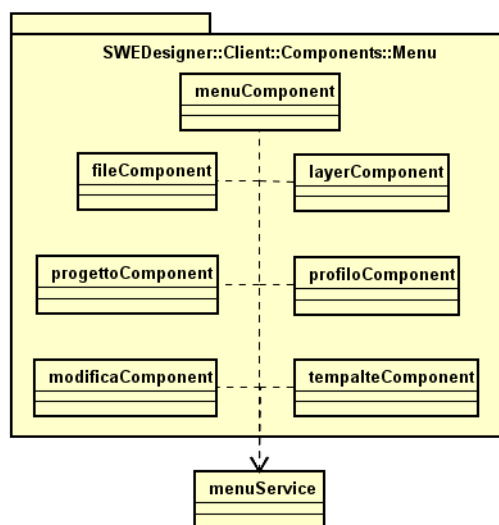 SWEDesigner::Client::Components::Menu
menuComponent
fileComponent
layerComponent
progettoComponent
profiloComponent
modificaComponent
tempalteComponent
menuService